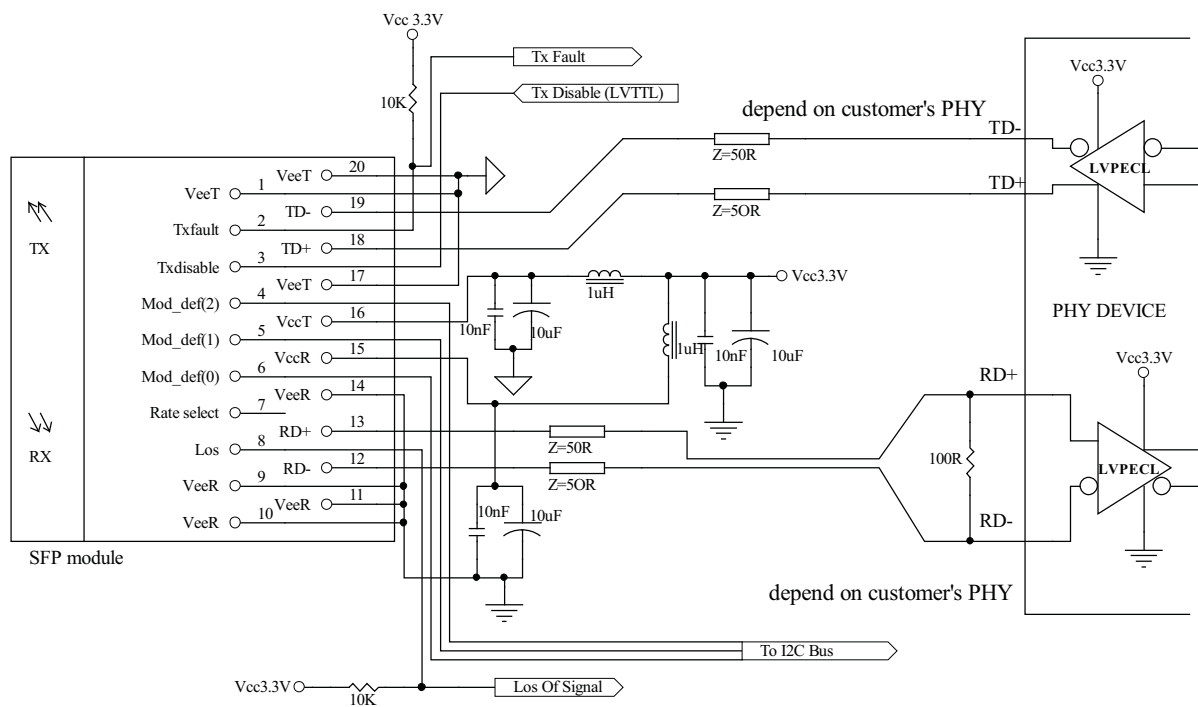 Vcc 3.3V
Tx Fault
10K
Tx Disable (LVTTL)
depend on customer's PHY
Vcc3.3V
TD-
Z=50R
LVPECL
TD+
Z=5OR
20
VeeT
1
VeeT
19
TD-
2
Txfault
18
TD+
TX
3
Txdisable
17
VeeT
4
Mod_def(2)
16
VccT
5
Mod_def(1)
15
VccR
6
Mod_def(0)
14
VeeR
7
Rate select
13
RD+
8
Los
12
RD-
RX
9
VeeR
11
VeeR
10
VeeR
SFP module
1uH
Vcc3.3V
10nF
10uF
1uH
10nF
10uF
PHY DEVICE
Vcc3.3V
RD+
Z=50R
100R
LVPECL
Z=5OR
10nF
10uF
RD-
depend on customer's PHY
To I2C Bus
Vcc3.3V
10K
Los Of Signal